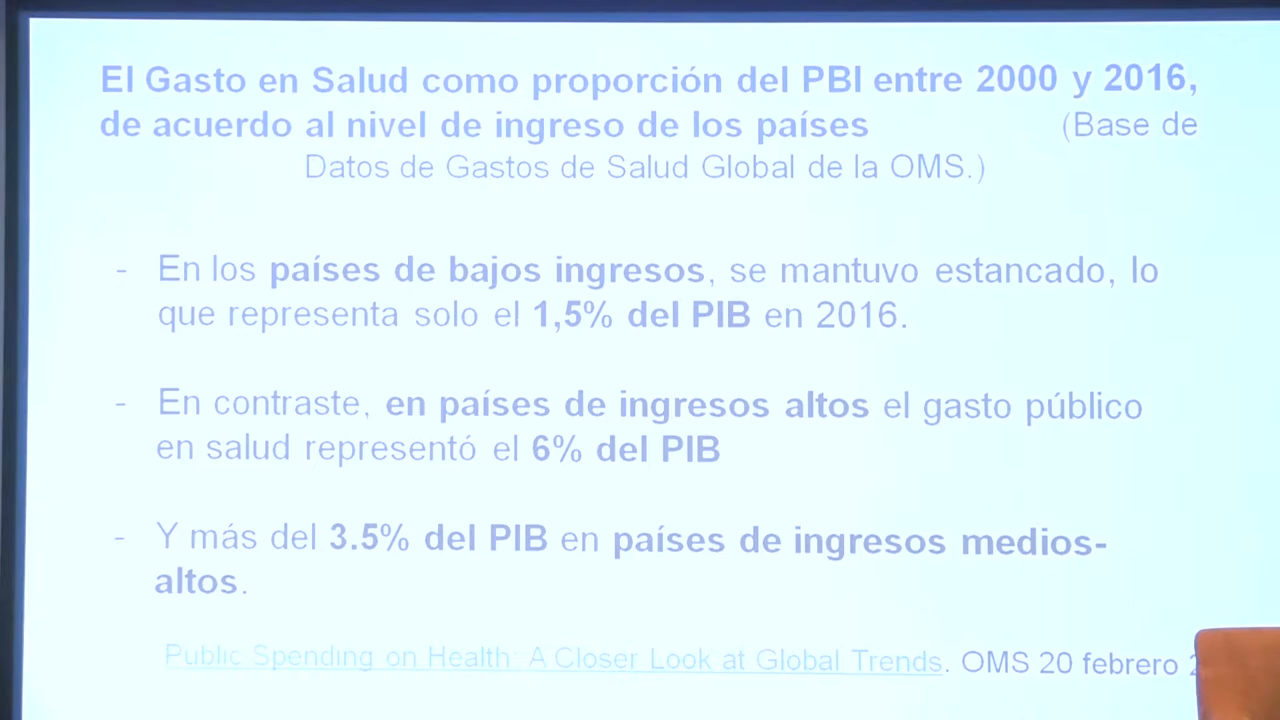 El Gasto en Salud como proporción del PBI entre 2000 y 2016,
de acuerdo al nivel de ingreso de los países (Base de
Datos de Gastos de Salud Global de la OMS.)
- En los países de bajos ingresos, se mantuvo estancado, lo
que representa solo el 1,5% del PIB en 2016.
- En contraste, en países de ingresos altos el gasto público
en salud representó el 6% del PIB
- Y más del 3.5% del PIB en países de ingresos medios-
altos.
Public Spending on Health: A Closer Look at Global Trends. OMS 20 febrero